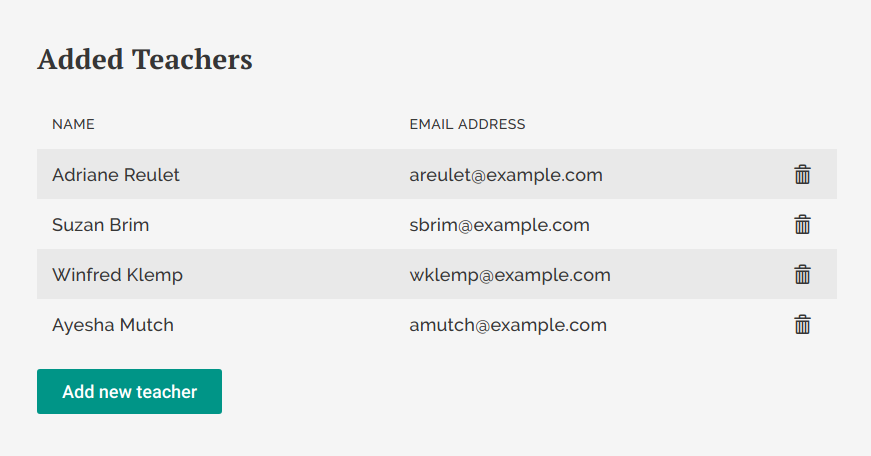 Added Teachers
NAME EMAIL ADDRESS
Adriane Reulet areulet@example.com
Suzan Brim sbrim@example.com
Winfred Klemp wklemp@example.com
Ayesha Mutch amutch@example.com
Add new teacher